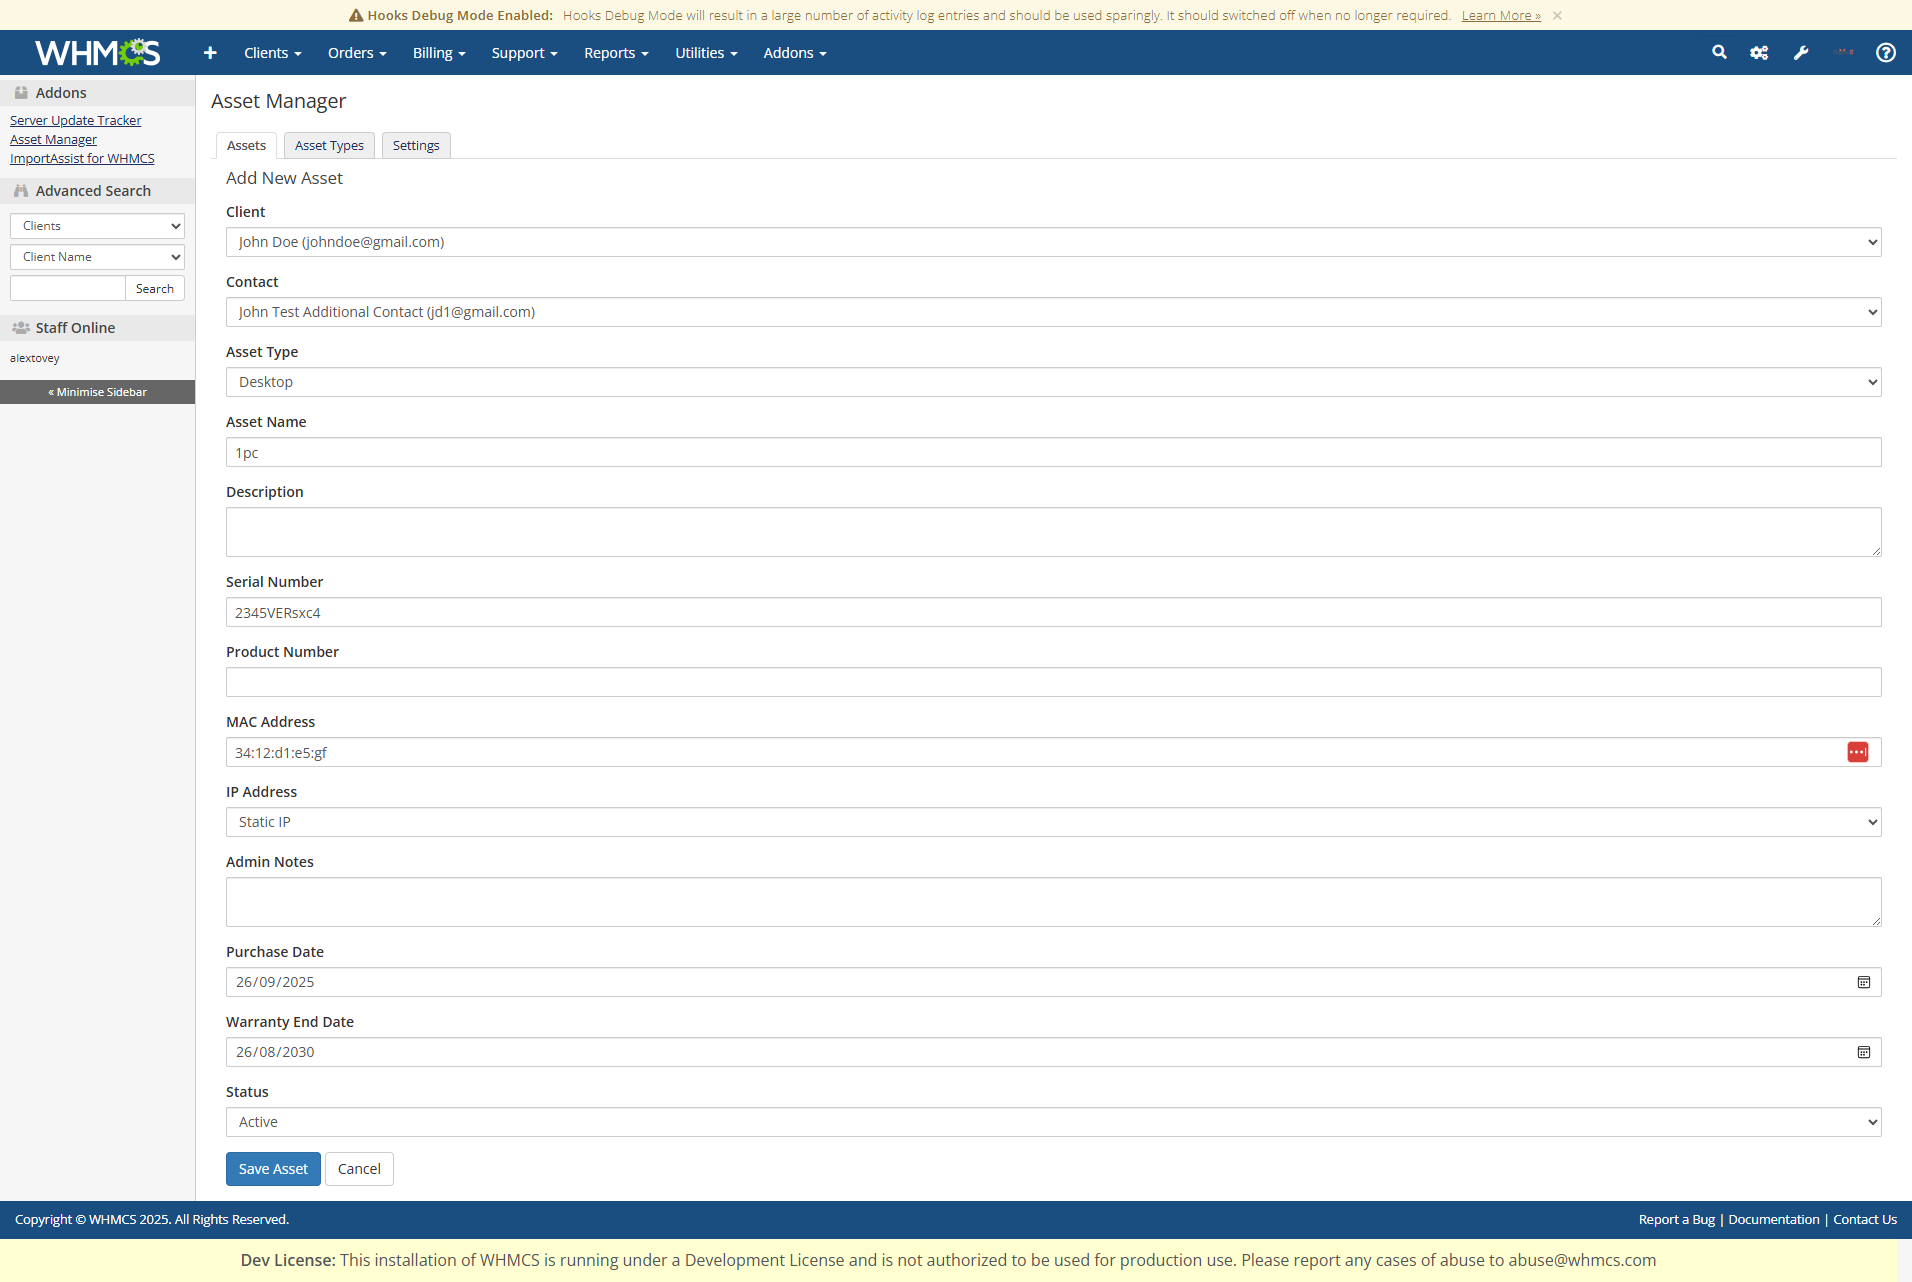 Hooks Debug Mode Enabled: Hooks Debug Mode will result in a large number of activity log entries and should be used sparingly. It should switched off when no longer required. Learn More » ×
WHMCS + Clients Orders Billing Support Reports Utilities Addons
Addons
Server Update Tracker
Asset Manager
ImportAssist for WHMCS
Advanced Search
Clients
Client Name
Search
Staff Online
alextovey
« Minimise Sidebar
Asset Manager
Assets Asset Types Settings
Add New Asset
Client
John Doe (johndoe@gmail.com)
Contact
John Test Additional Contact (jd1@gmail.com)
Asset Type
Desktop
Asset Name
1pc
Description
Serial Number
2345VERsxc4
Product Number
MAC Address
34:12:d1:e5:gf
IP Address
Static IP
Admin Notes
Purchase Date
26/09/2025
Warranty End Date
26/08/2030
Status
Active
Save Asset Cancel
Copyright © WHMCS 2025. All Rights Reserved. Report a Bug | Documentation | Contact Us
Dev License: This installation of WHMCS is running under a Development License and is not authorized to be used for production use. Please report any cases of abuse to abuse@whmcs.com